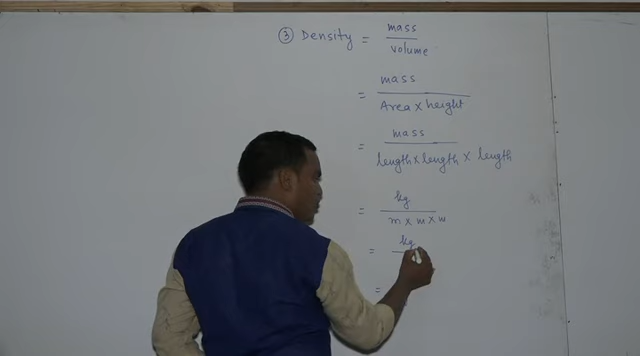 ③ Density = mass / volume
= mass / Area × height
= mass / length × length × length
= kg / m × m × m
= kg
=